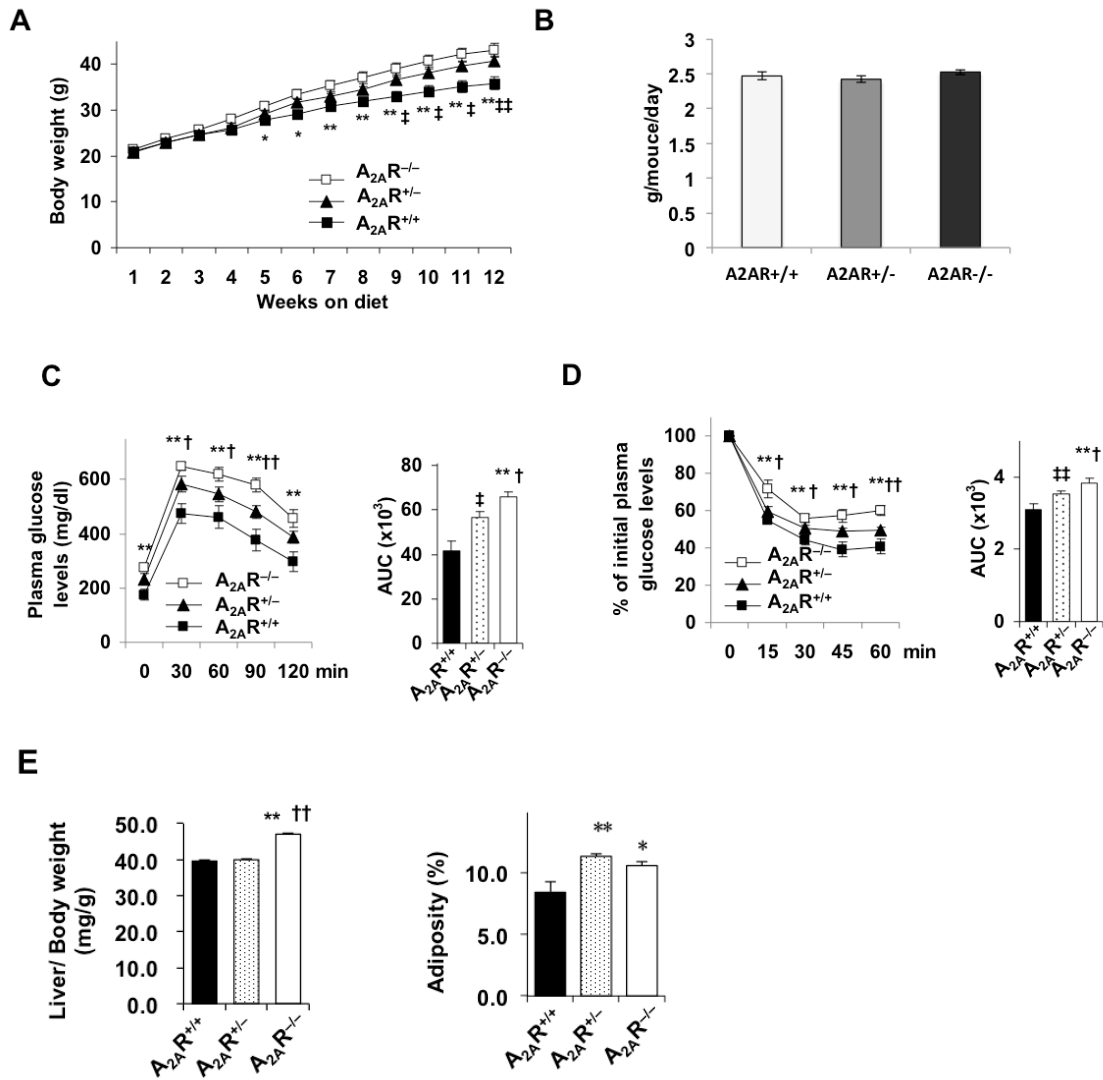 A
Body weight (g)
40
30
20
0
* * ** ** ** ‡ ** ‡ ** ‡ **‡‡
A2AR–/–
A2AR+/–
A2AR+/+
1 2 3 4 5 6 7 8 9 10 11 12
Weeks on diet
B
g/mouce/day
3
2.5
2
1.5
1
0.5
0
A2AR+/+ A2AR+/- A2AR-/-
C
Plasma glucose
levels (mg/dl)
600
400
200
0
** **† **† **†† **
A2AR–/–
A2AR+/–
A2AR+/+
0 30 60 90 120 min
AUC (x10³)
80
60
40
20
0
‡ ** †
A2AR+/+ A2AR+/– A2AR–/–
D
% of initial plasma
glucose levels
100
80
60
40
20
0
**† **† **† **††
A2AR–/–
A2AR+/–
A2AR+/+
0 15 30 45 60 min
AUC (x10³)
4
2
0
‡‡ **†
A2AR+/+ A2AR+/– A2AR–/–
E
Liver/ Body weight
(mg/g)
50.0
40.0
30.0
20.0
10.0
0.0
** ††
A2AR+/+ A2AR+/– A2AR–/–
Adiposity (%)
10.0
5.0
0.0
** *
A2AR+/+ A2AR+/– A2AR–/–